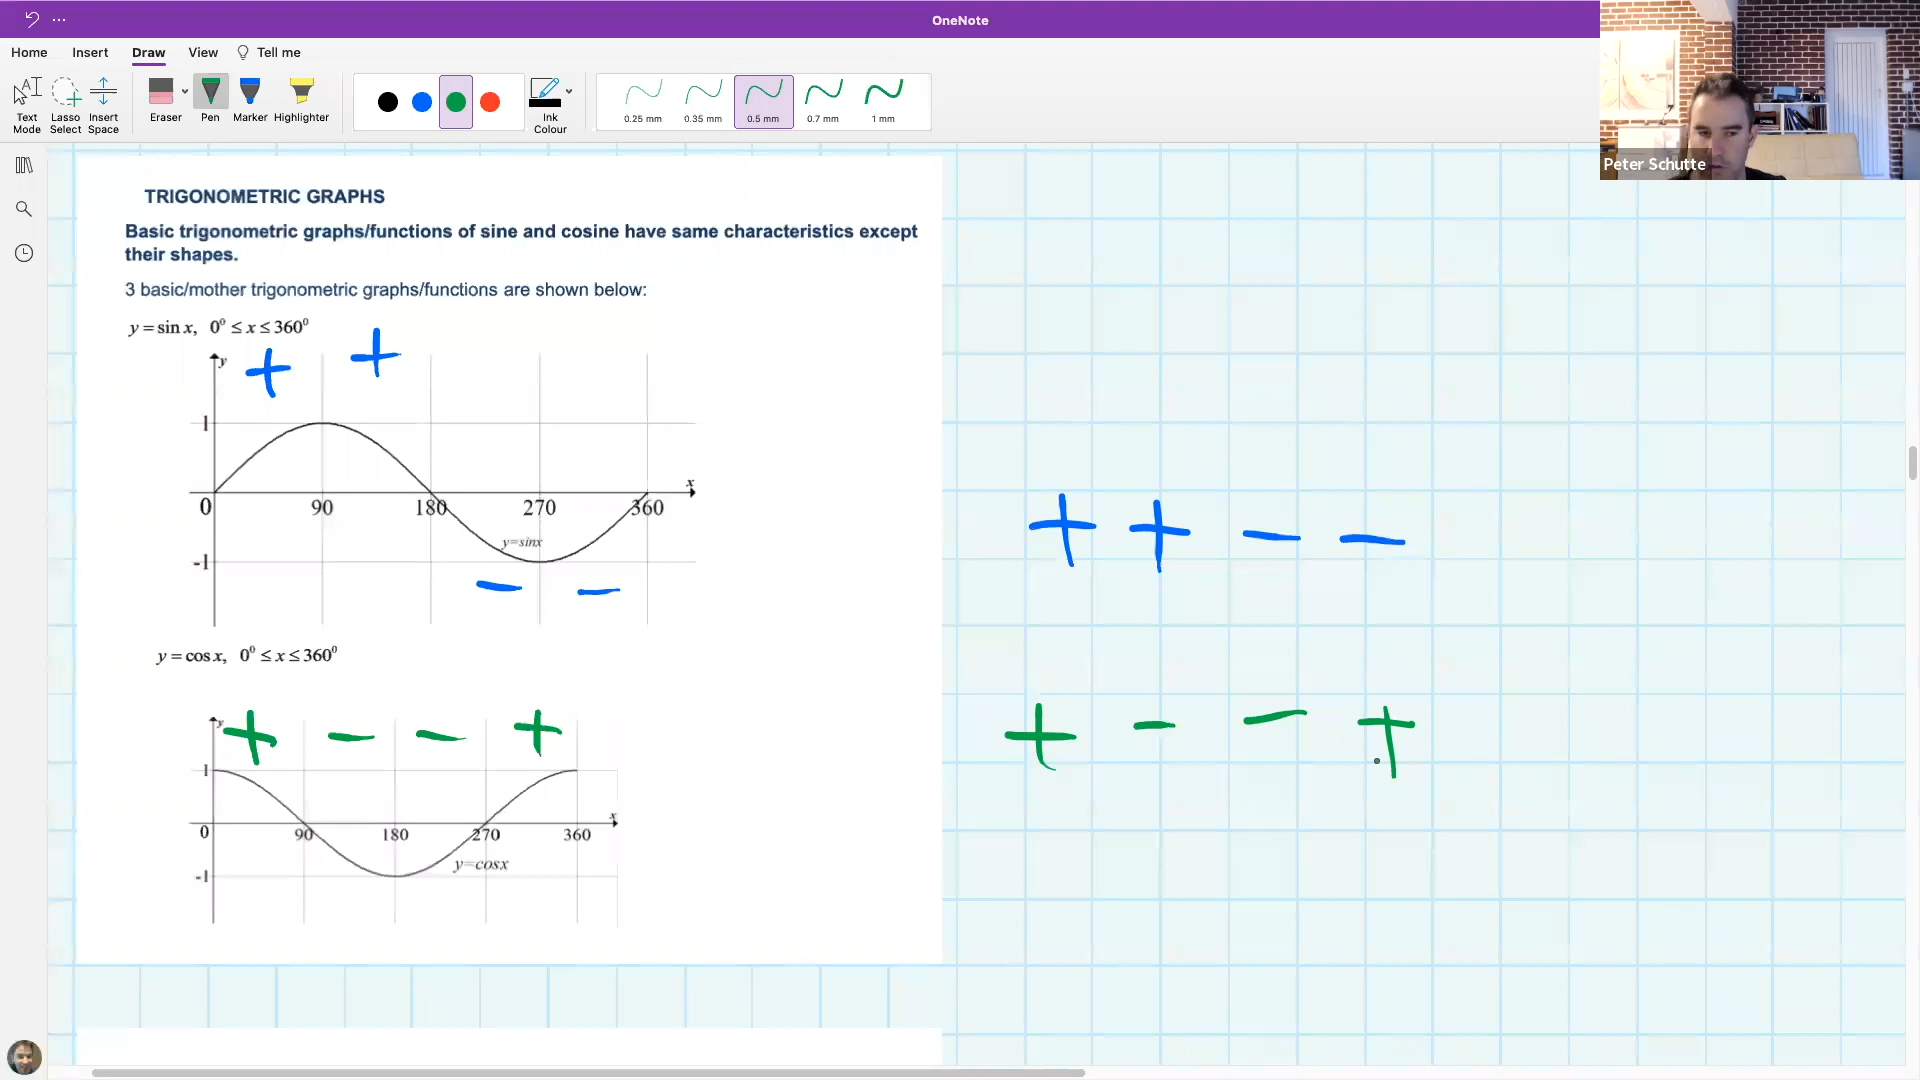 OneNote
Home Insert Draw View Tell me
Text Mode
Lasso Select
Insert Space
Eraser
Pen
Marker
Highlighter
Ink Colour
0.25 mm
0.35 mm
0.5 mm
0.7 mm
1 mm
Peter Schutte
TRIGONOMETRIC GRAPHS
Basic trigonometric graphs/functions of sine and cosine have same characteristics except
their shapes.
3 basic/mother trigonometric graphs/functions are shown below:
y = sin x, 0⁰ ≤ x ≤ 360⁰
+ +
y
1
x
0 90 180 270 360
y=sinx
-1
- -
+ + - -
y = cos x, 0⁰ ≤ x ≤ 360⁰
+ - - +
+ - - +
y
1
x
0 90 180 270 360
y=cosx
-1